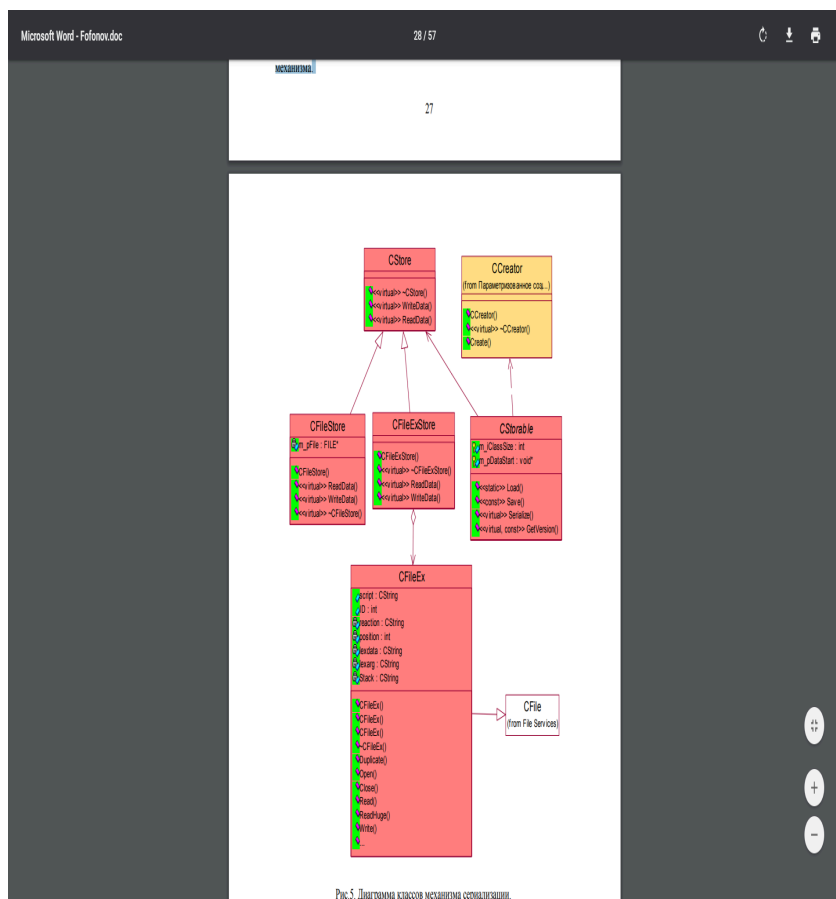 Microsoft Word - Fofonov.doc
28 / 57
механизма.
27
CStore
<<virtual>> ~CStore()
<<virtual>> WriteData()
<<virtual>> ReadData()
CCreator
(from Параметризованное соз...)
CCreator()
<<virtual>> ~CCreator()
Create()
CFileStore
m_pFile : FILE*
CFileStore()
<<virtual>> ReadData()
<<virtual>> WriteData()
<<virtual>> ~CFileStore()
CFileExStore
CFileExStore()
<<virtual>> ~CFileExStore()
<<virtual>> ReadData()
<<virtual>> WriteData()
CStorable
m_iClassSize : int
m_pDataStart : void*
<<static>> Load()
<<const>> Save()
<<virtual>> Serialize()
<<virtual, const>> GetVersion()
CFileEx
script : CString
ID : int
reaction : CString
position : int
lexdata : CString
lexarg : CString
Stack : CString
CFileEx()
CFileEx()
CFileEx()
~CFileEx()
Duplicate()
Open()
Close()
Read()
ReadHuge()
Write()
...
CFile
(from File Services)
Рис.5. Диаграмма классов механизма сериализации.